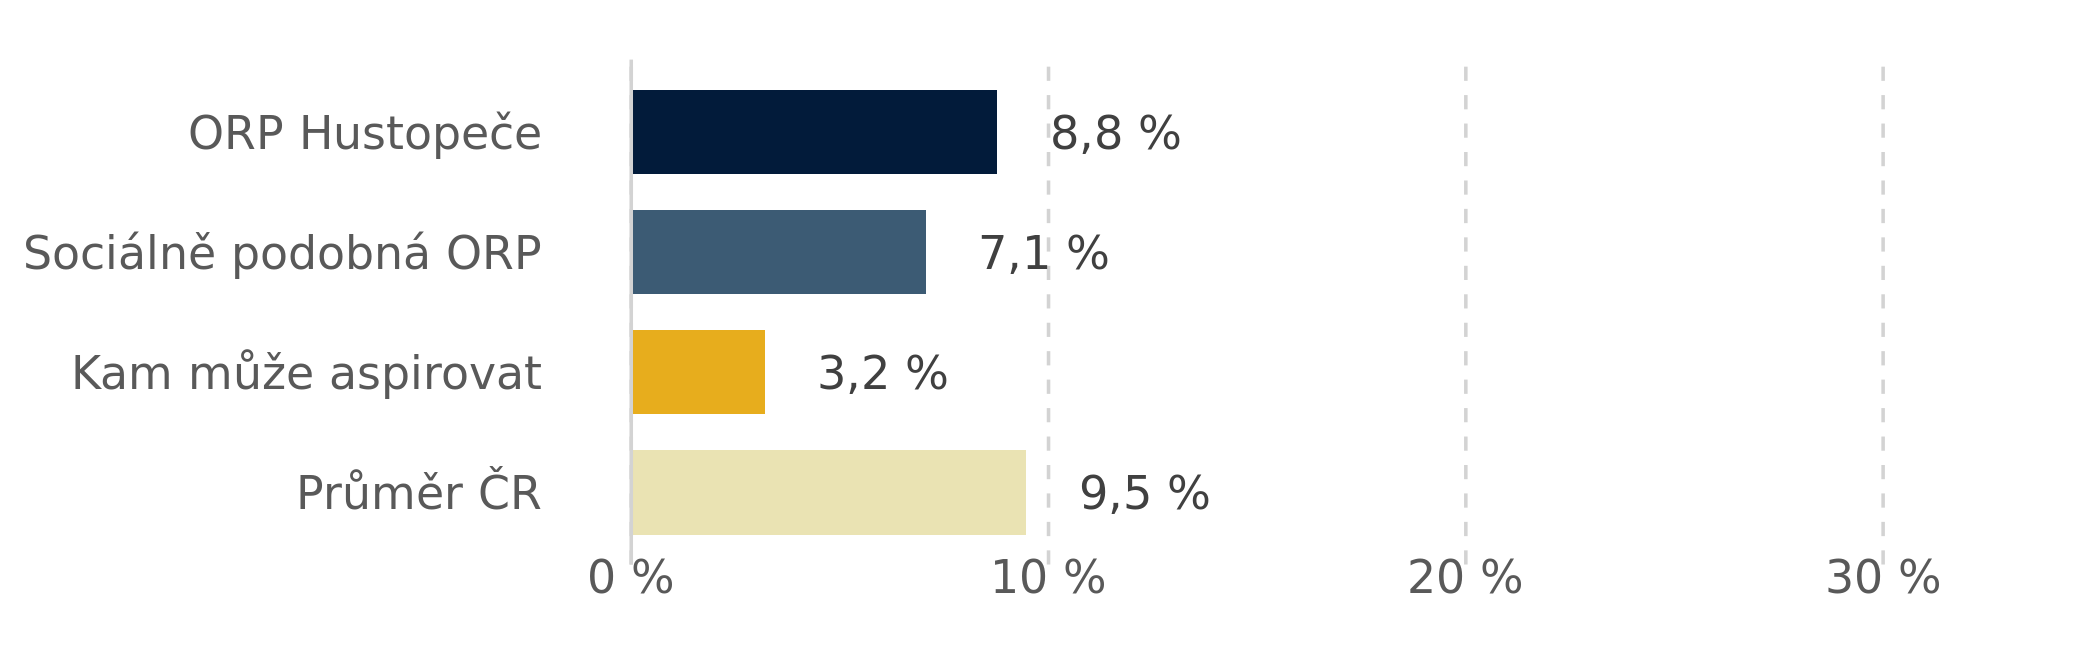 ORP Hustopeče 8,8 %
Sociálně podobná ORP 7,1 %
Kam může aspirovat 3,2 %
Průměr ČR 9,5 %
0 % 10 % 20 % 30 %